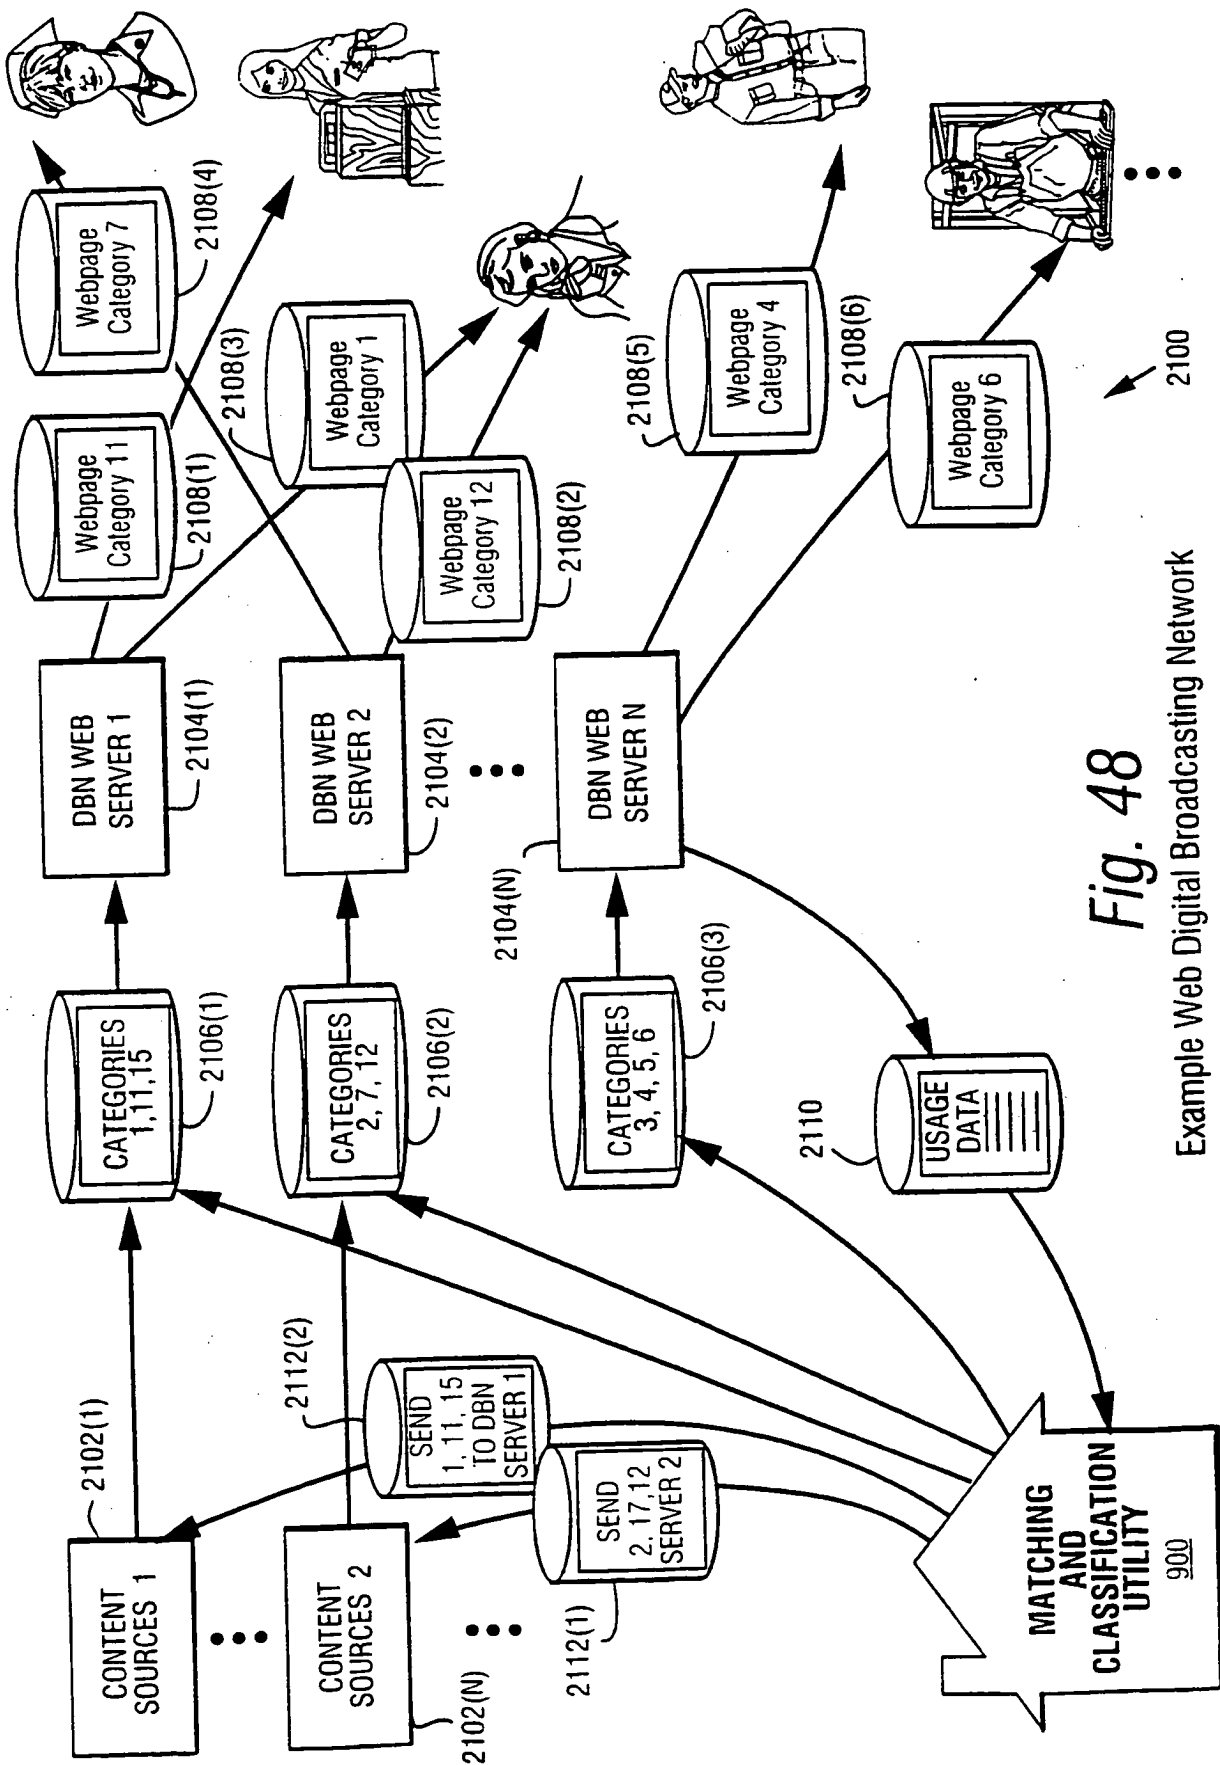 CONTENT
SOURCES 1
2102(1)
CONTENT
SOURCES 2
2102(N)
SEND
1, 11, 15
TO DBN
SERVER 1
2112(2)
SEND
2, 17,12
SERVER 2
2112(1)
MATCHING
AND
CLASSIFICATION
UTILITY
900
CATEGORIES
1,11,15
2106(1)
CATEGORIES
2, 7, 12
2106(2)
CATEGORIES
3, 4, 5, 6
2106(3)
USAGE
DATA
2110
DBN WEB
SERVER 1
2104(1)
DBN WEB
SERVER 2
2104(2)
DBN WEB
SERVER N
2104(N)
Webpage
Category 11
2108(1)
Webpage
Category 7
2108(4)
Webpage
Category 1
2108(3)
Webpage
Category 12
2108(2)
Webpage
Category 4
2108(5)
Webpage
Category 6
2108(6)
2100
Fig. 48
Example Web Digital Broadcasting Network